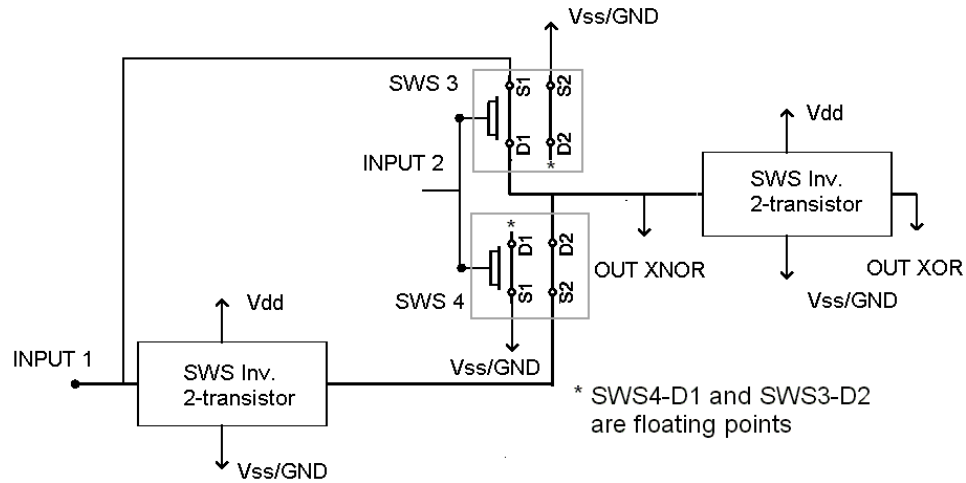 Vss/GND
SWS 3
S1
S2
D1
D2
*
Vdd
INPUT 2
SWS Inv.
2-transistor
*
D1
D2
OUT XNOR
OUT XOR
SWS 4
S1
S2
Vss/GND
Vdd
Vss/GND
INPUT 1
SWS Inv.
2-transistor
* SWS4-D1 and SWS3-D2
are floating points
Vss/GND